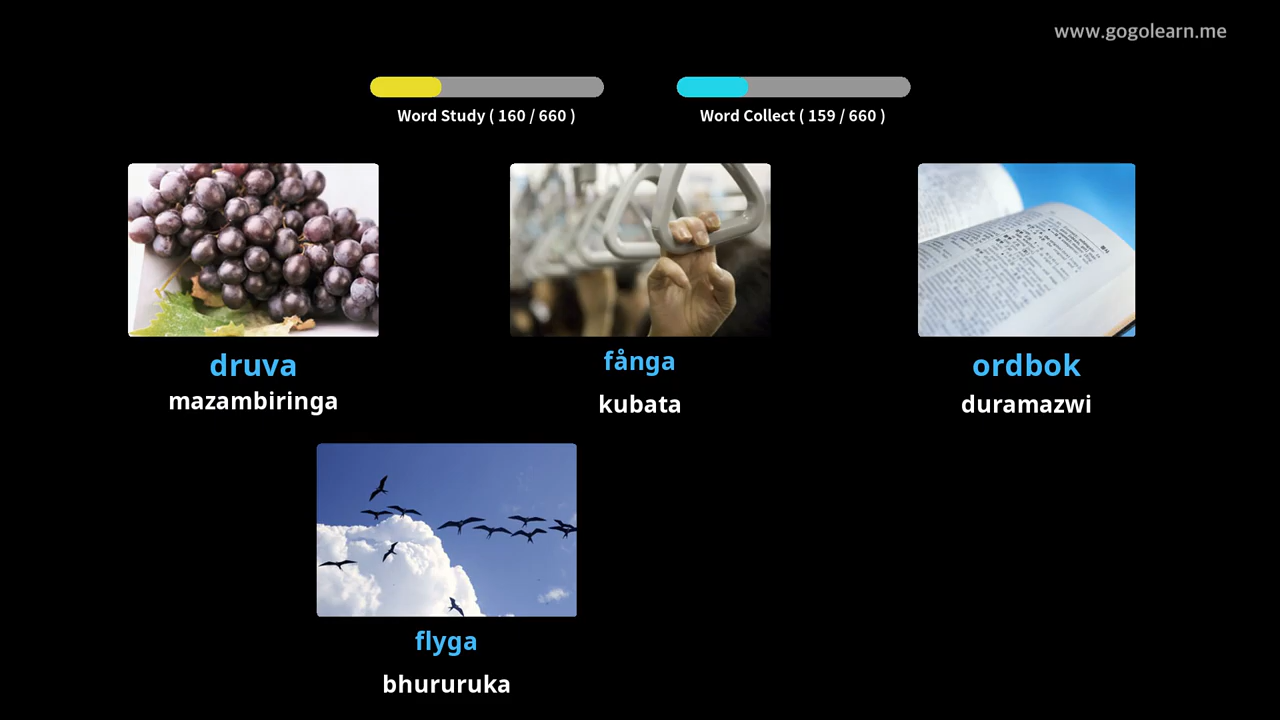 www.gogolearn.me
Word Study ( 160 / 660 )
Word Collect ( 159 / 660 )
druva
mazambiringa
fånga
kubata
ordbok
duramazwi
flyga
bhururuka